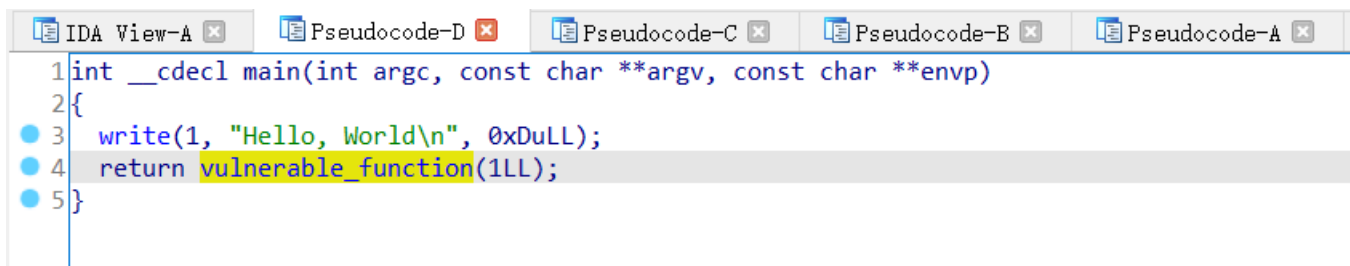 IDA View-A Pseudocode-D Pseudocode-C Pseudocode-B Pseudocode-A
1 int __cdecl main(int argc, const char **argv, const char **envp)
2 {
3 write(1, "Hello, World\n", 0xDuLL);
4 return vulnerable_function(1LL);
5 }